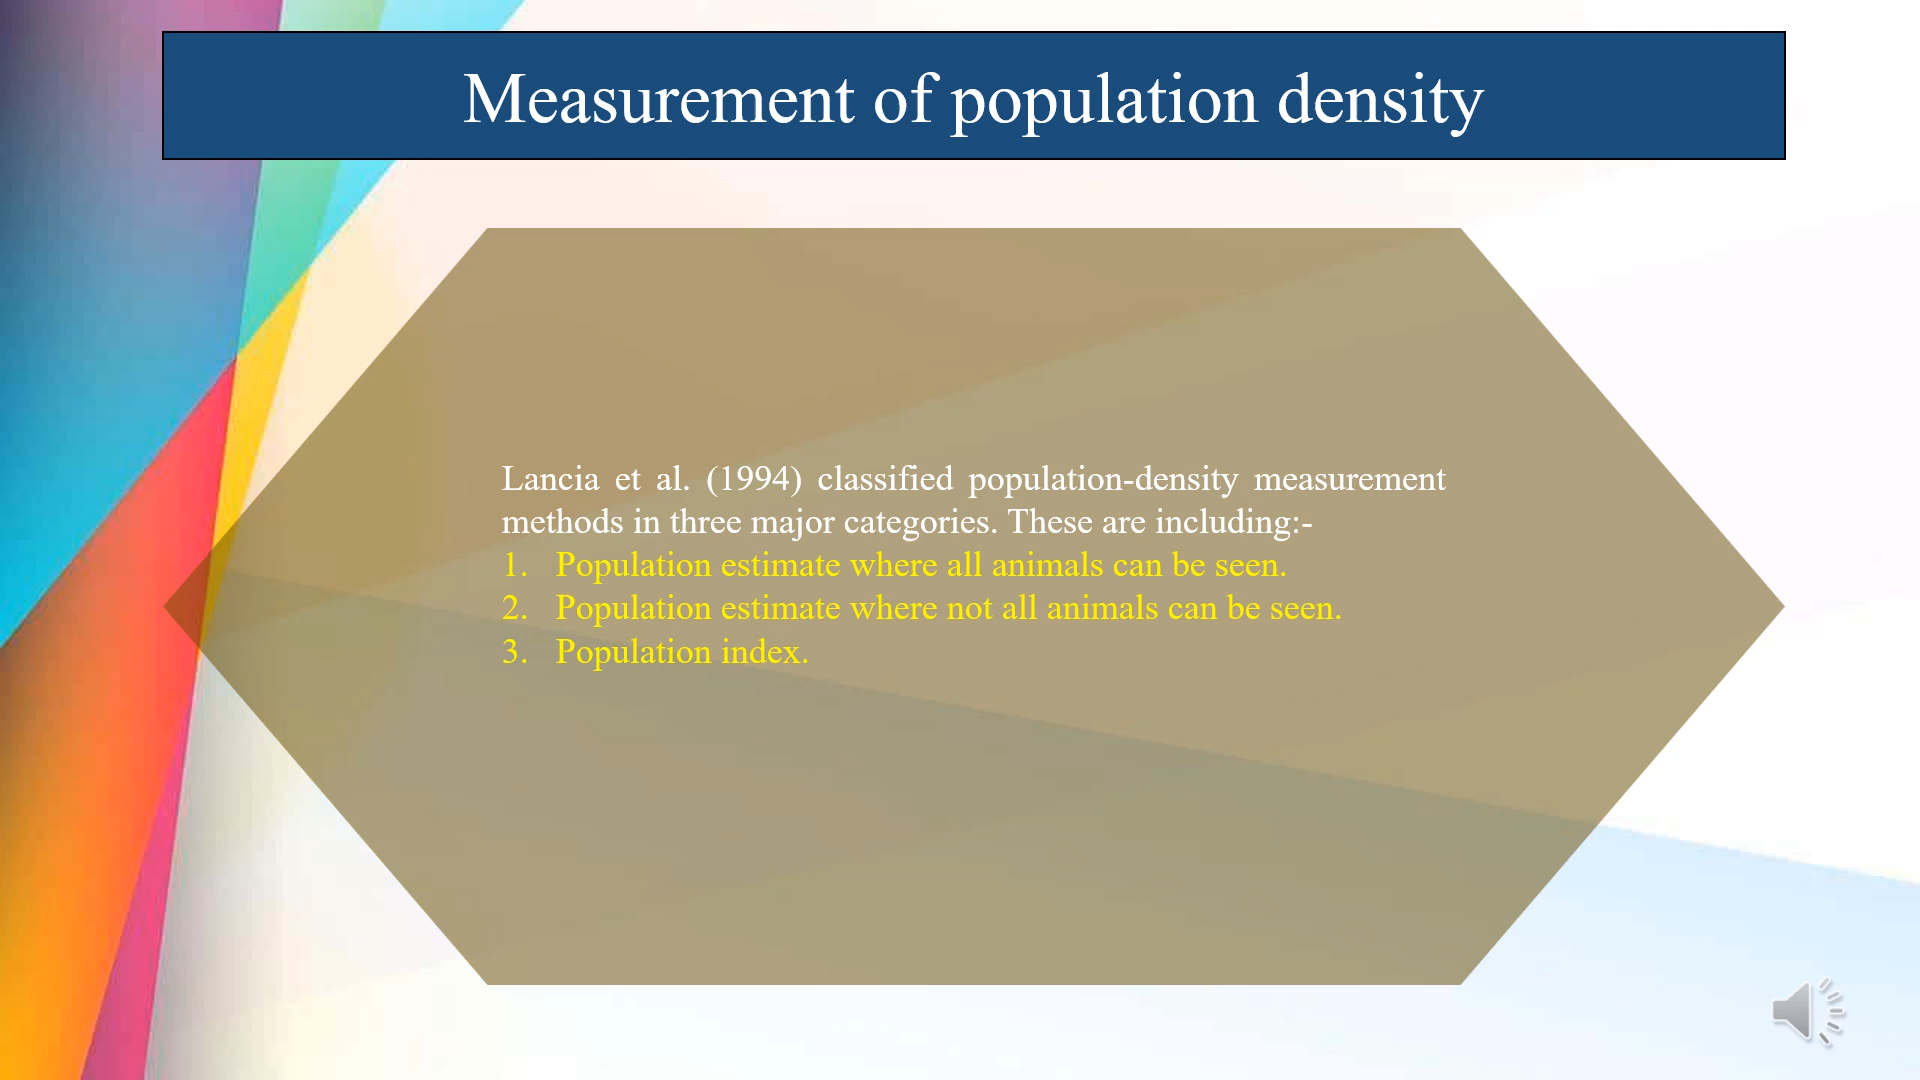 Measurement of population density
Lancia et al. (1994) classified population-density measurement
methods in three major categories. These are including:-
1. Population estimate where all animals can be seen.
2. Population estimate where not all animals can be seen.
3. Population index.